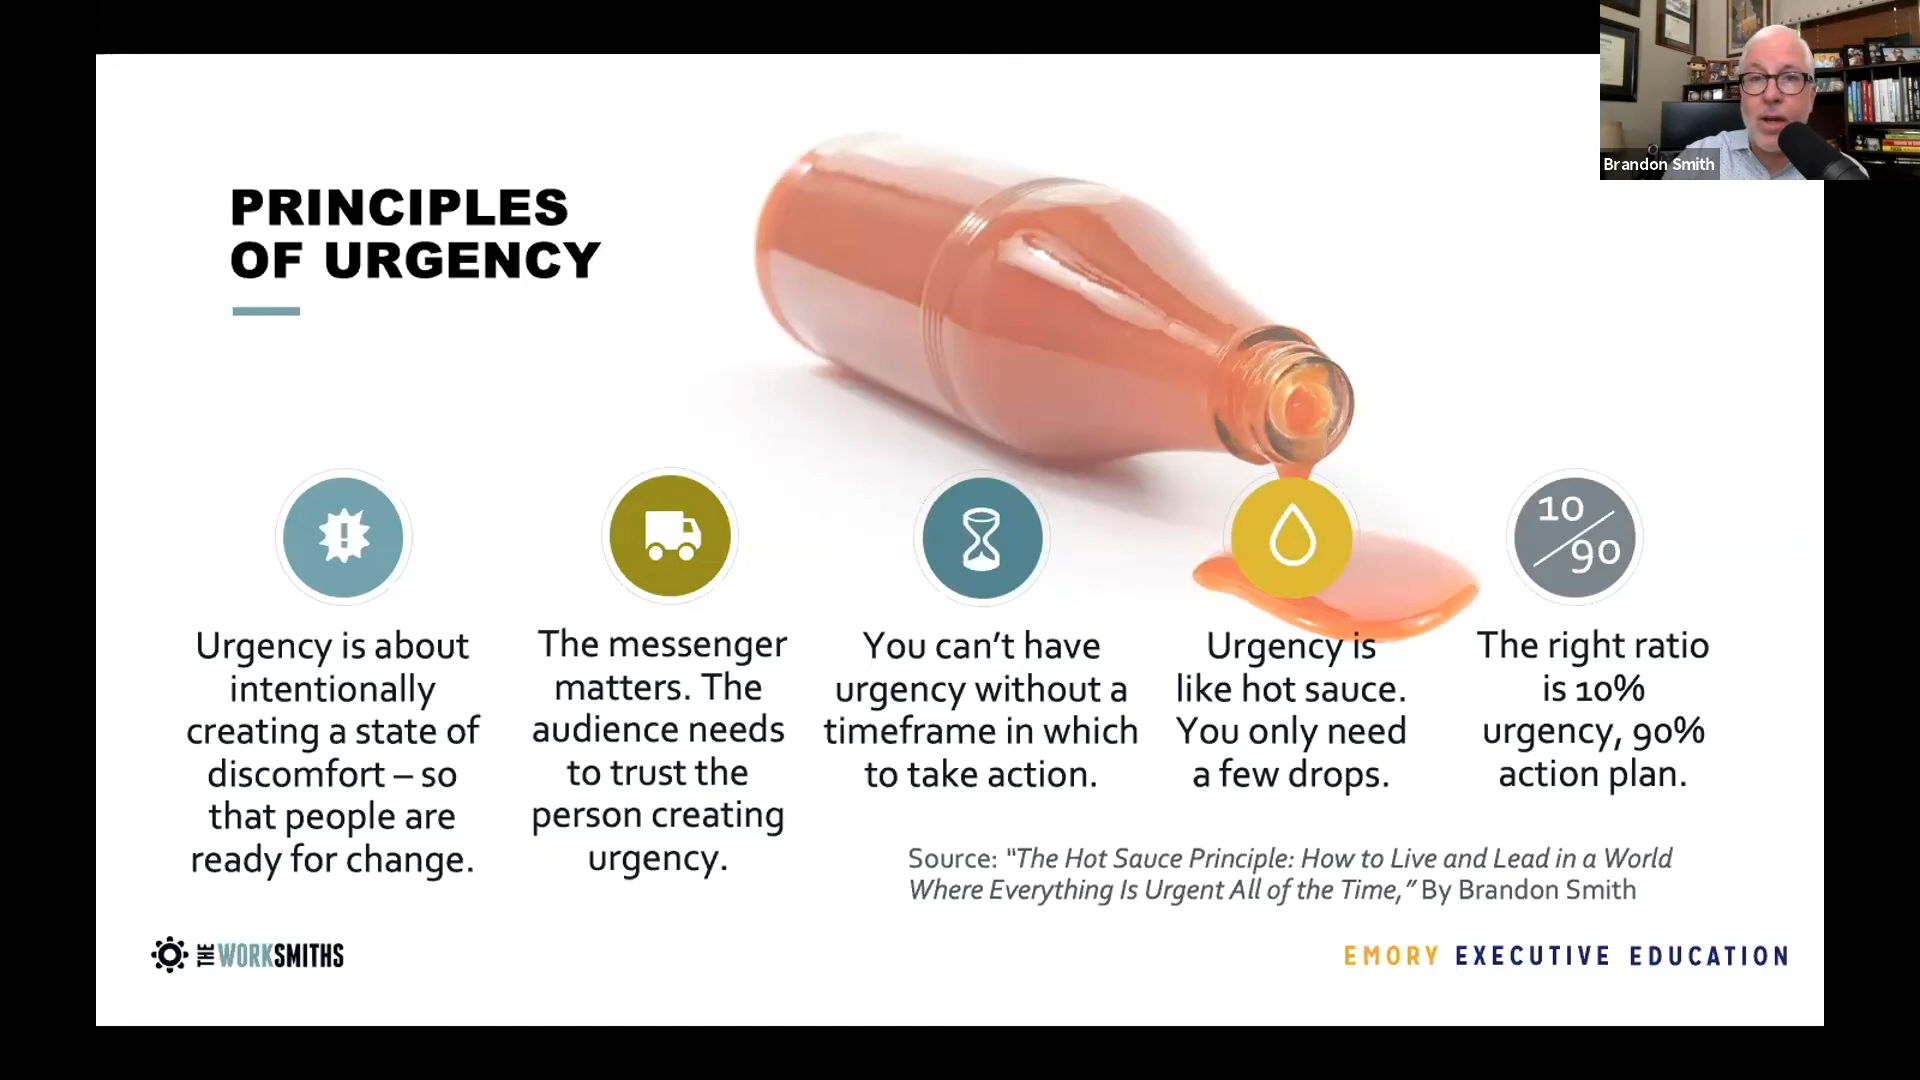 Brandon Smith
PRINCIPLES
OF URGENCY
10
90
Urgency is about
intentionally
creating a state of
discomfort – so
that people are
ready for change.
The messenger
matters. The
audience needs
to trust the
person creating
urgency.
You can’t have
urgency without a
timeframe in which
to take action.
Urgency is
like hot sauce.
You only need
a few drops.
The right ratio
is 10%
urgency, 90%
action plan.
Source: “The Hot Sauce Principle: How to Live and Lead in a World
Where Everything Is Urgent All of the Time,” By Brandon Smith
THE WORKSMITHS
EMORY EXECUTIVE EDUCATION